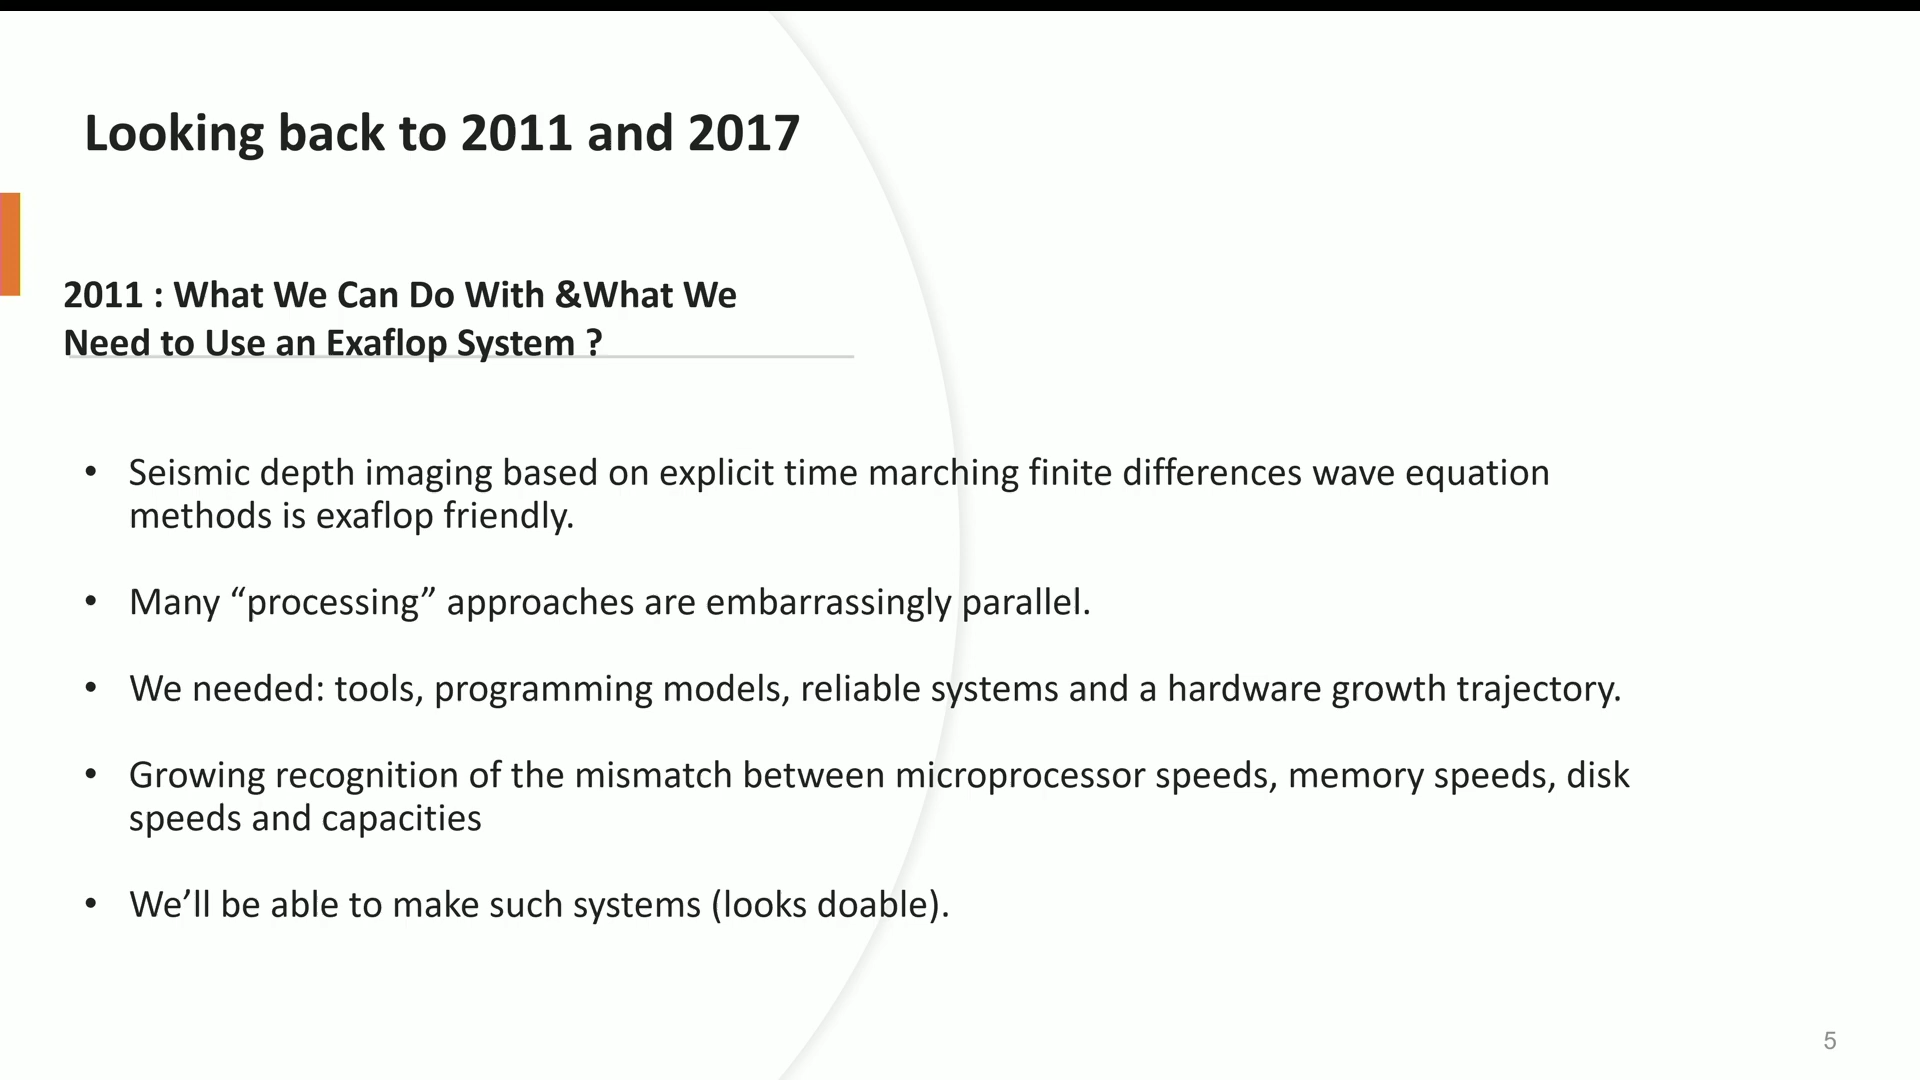 Looking back to 2011 and 2017
2011 : What We Can Do With &What We
Need to Use an Exaflop System ?
• Seismic depth imaging based on explicit time marching finite differences wave equation
methods is exaflop friendly.
• Many “processing” approaches are embarrassingly parallel.
• We needed: tools, programming models, reliable systems and a hardware growth trajectory.
• Growing recognition of the mismatch between microprocessor speeds, memory speeds, disk
speeds and capacities
• We’ll be able to make such systems (looks doable).
5